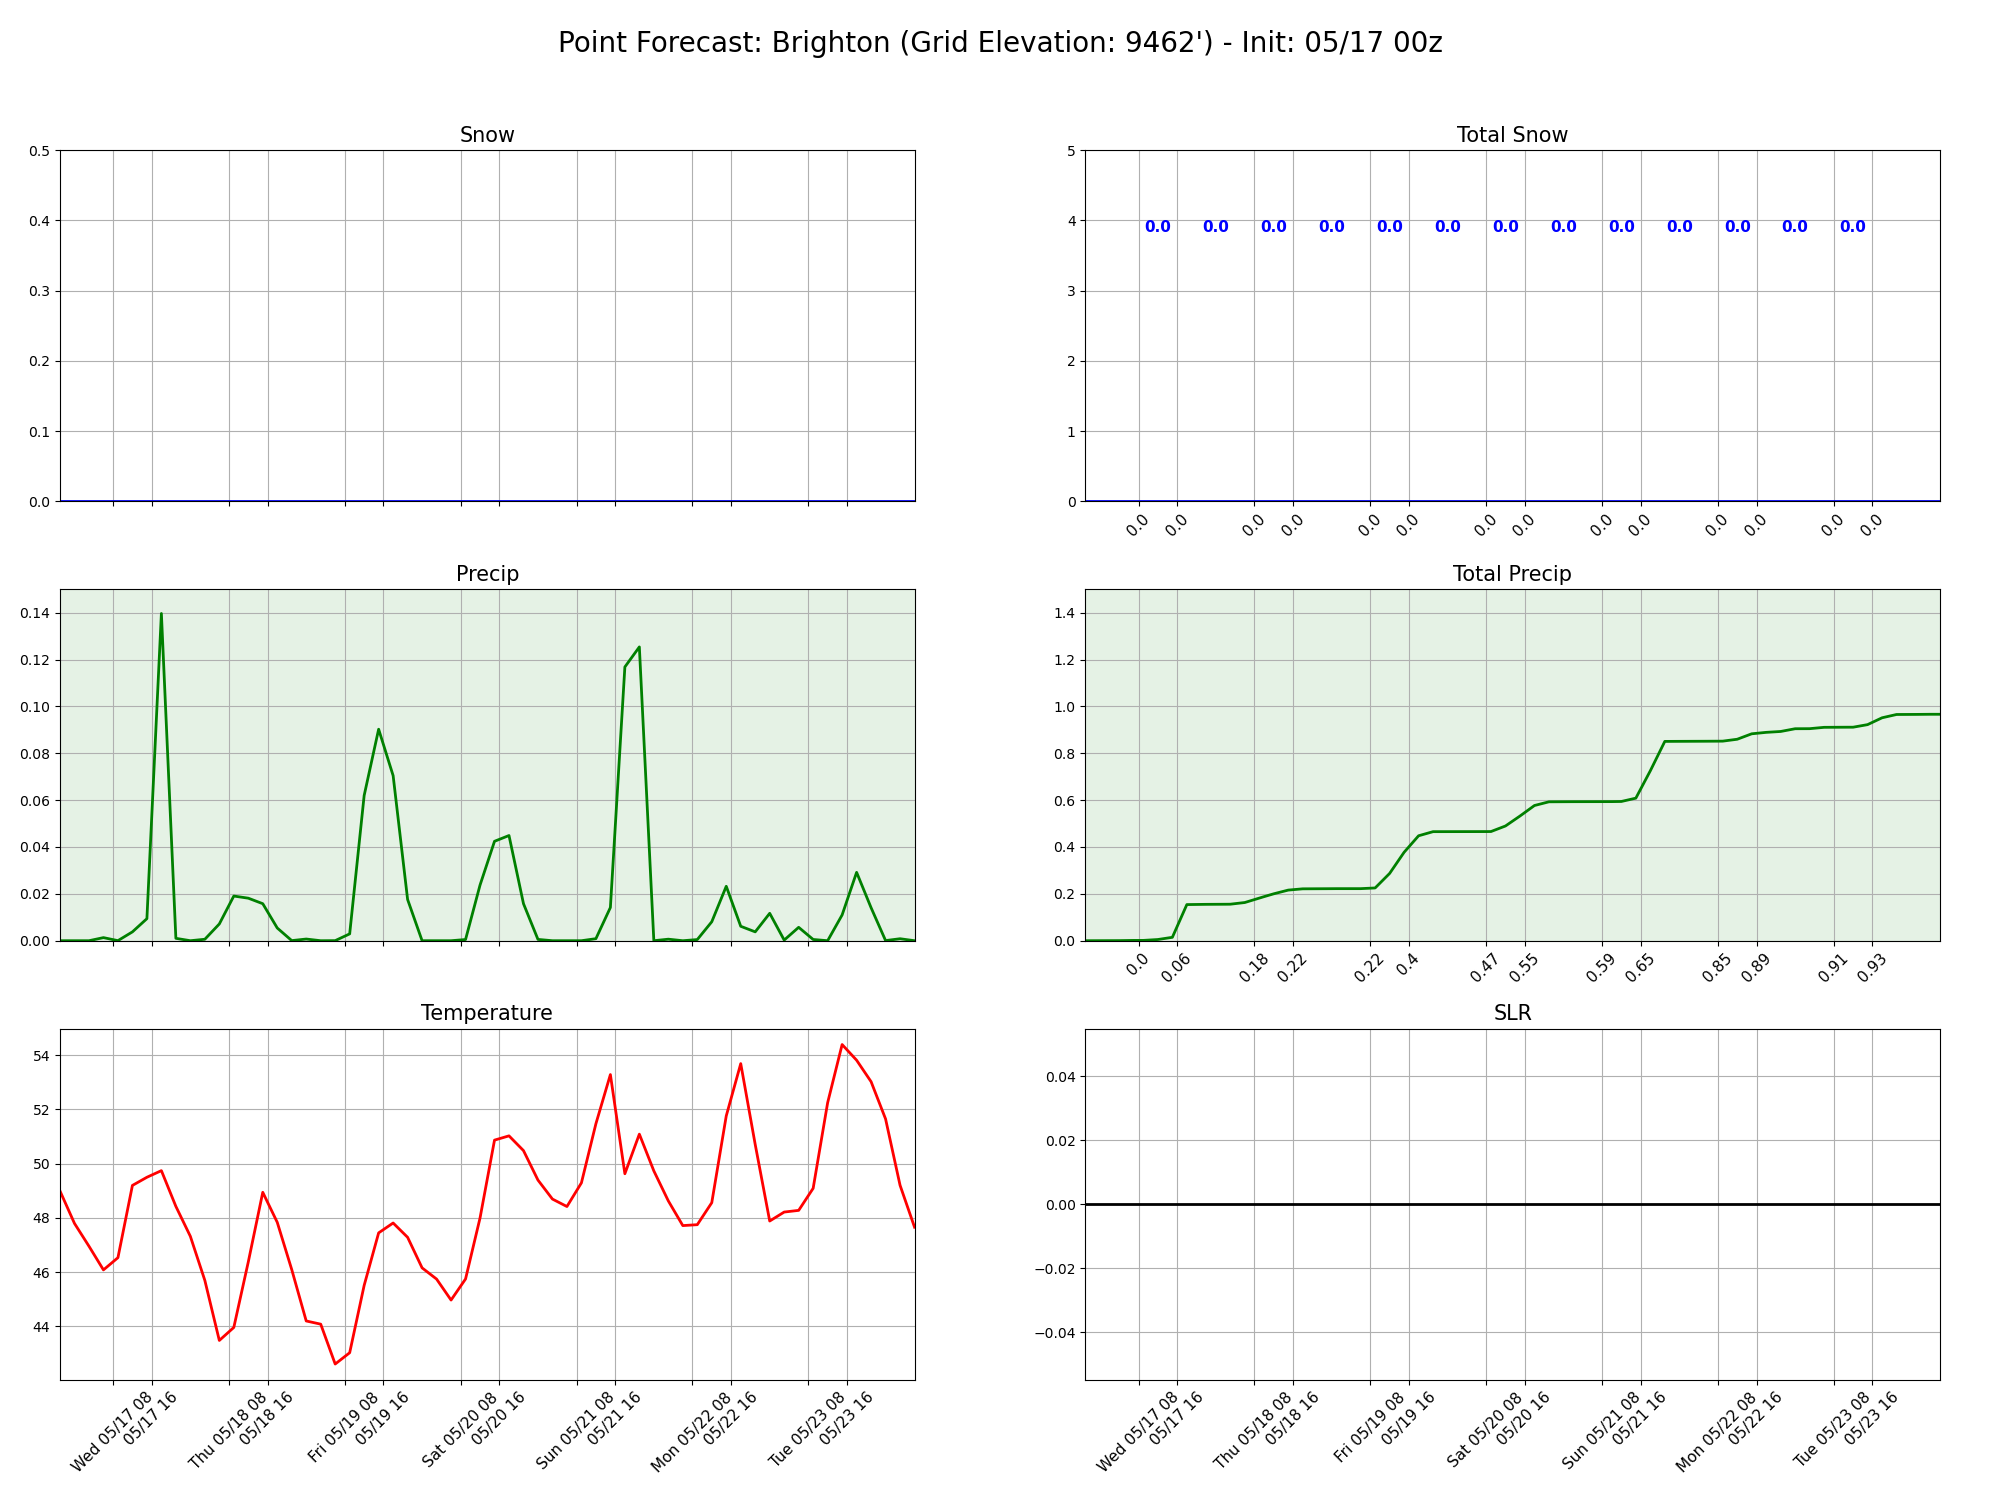 Point Forecast: Brighton (Grid Elevation: 9462') - Init: 05/17 00z
Snow
0.5
0.4
0.3
0.2
0.1
0.0
Total Snow
5
4
3
2
1
0
0.0 0.0 0.0 0.0 0.0 0.0 0.0 0.0 0.0 0.0 0.0 0.0 0.0
0.0 0.0 0.0 0.0 0.0 0.0 0.0 0.0 0.0 0.0 0.0 0.0 0.0 0.0
Precip
0.14
0.12
0.10
0.08
0.06
0.04
0.02
0.00
Total Precip
1.4
1.2
1.0
0.8
0.6
0.4
0.2
0.0
0.0 0.06 0.18 0.22 0.22 0.4 0.47 0.55 0.59 0.65 0.85 0.89 0.91 0.93
Temperature
54
52
50
48
46
44
Wed 05/17 08
05/17 16
Thu 05/18 08
05/18 16
Fri 05/19 08
05/19 16
Sat 05/20 08
05/20 16
Sun 05/21 08
05/21 16
Mon 05/22 08
05/22 16
Tue 05/23 08
05/23 16
SLR
0.04
0.02
0.00
−0.02
−0.04
Wed 05/17 08
05/17 16
Thu 05/18 08
05/18 16
Fri 05/19 08
05/19 16
Sat 05/20 08
05/20 16
Sun 05/21 08
05/21 16
Mon 05/22 08
05/22 16
Tue 05/23 08
05/23 16